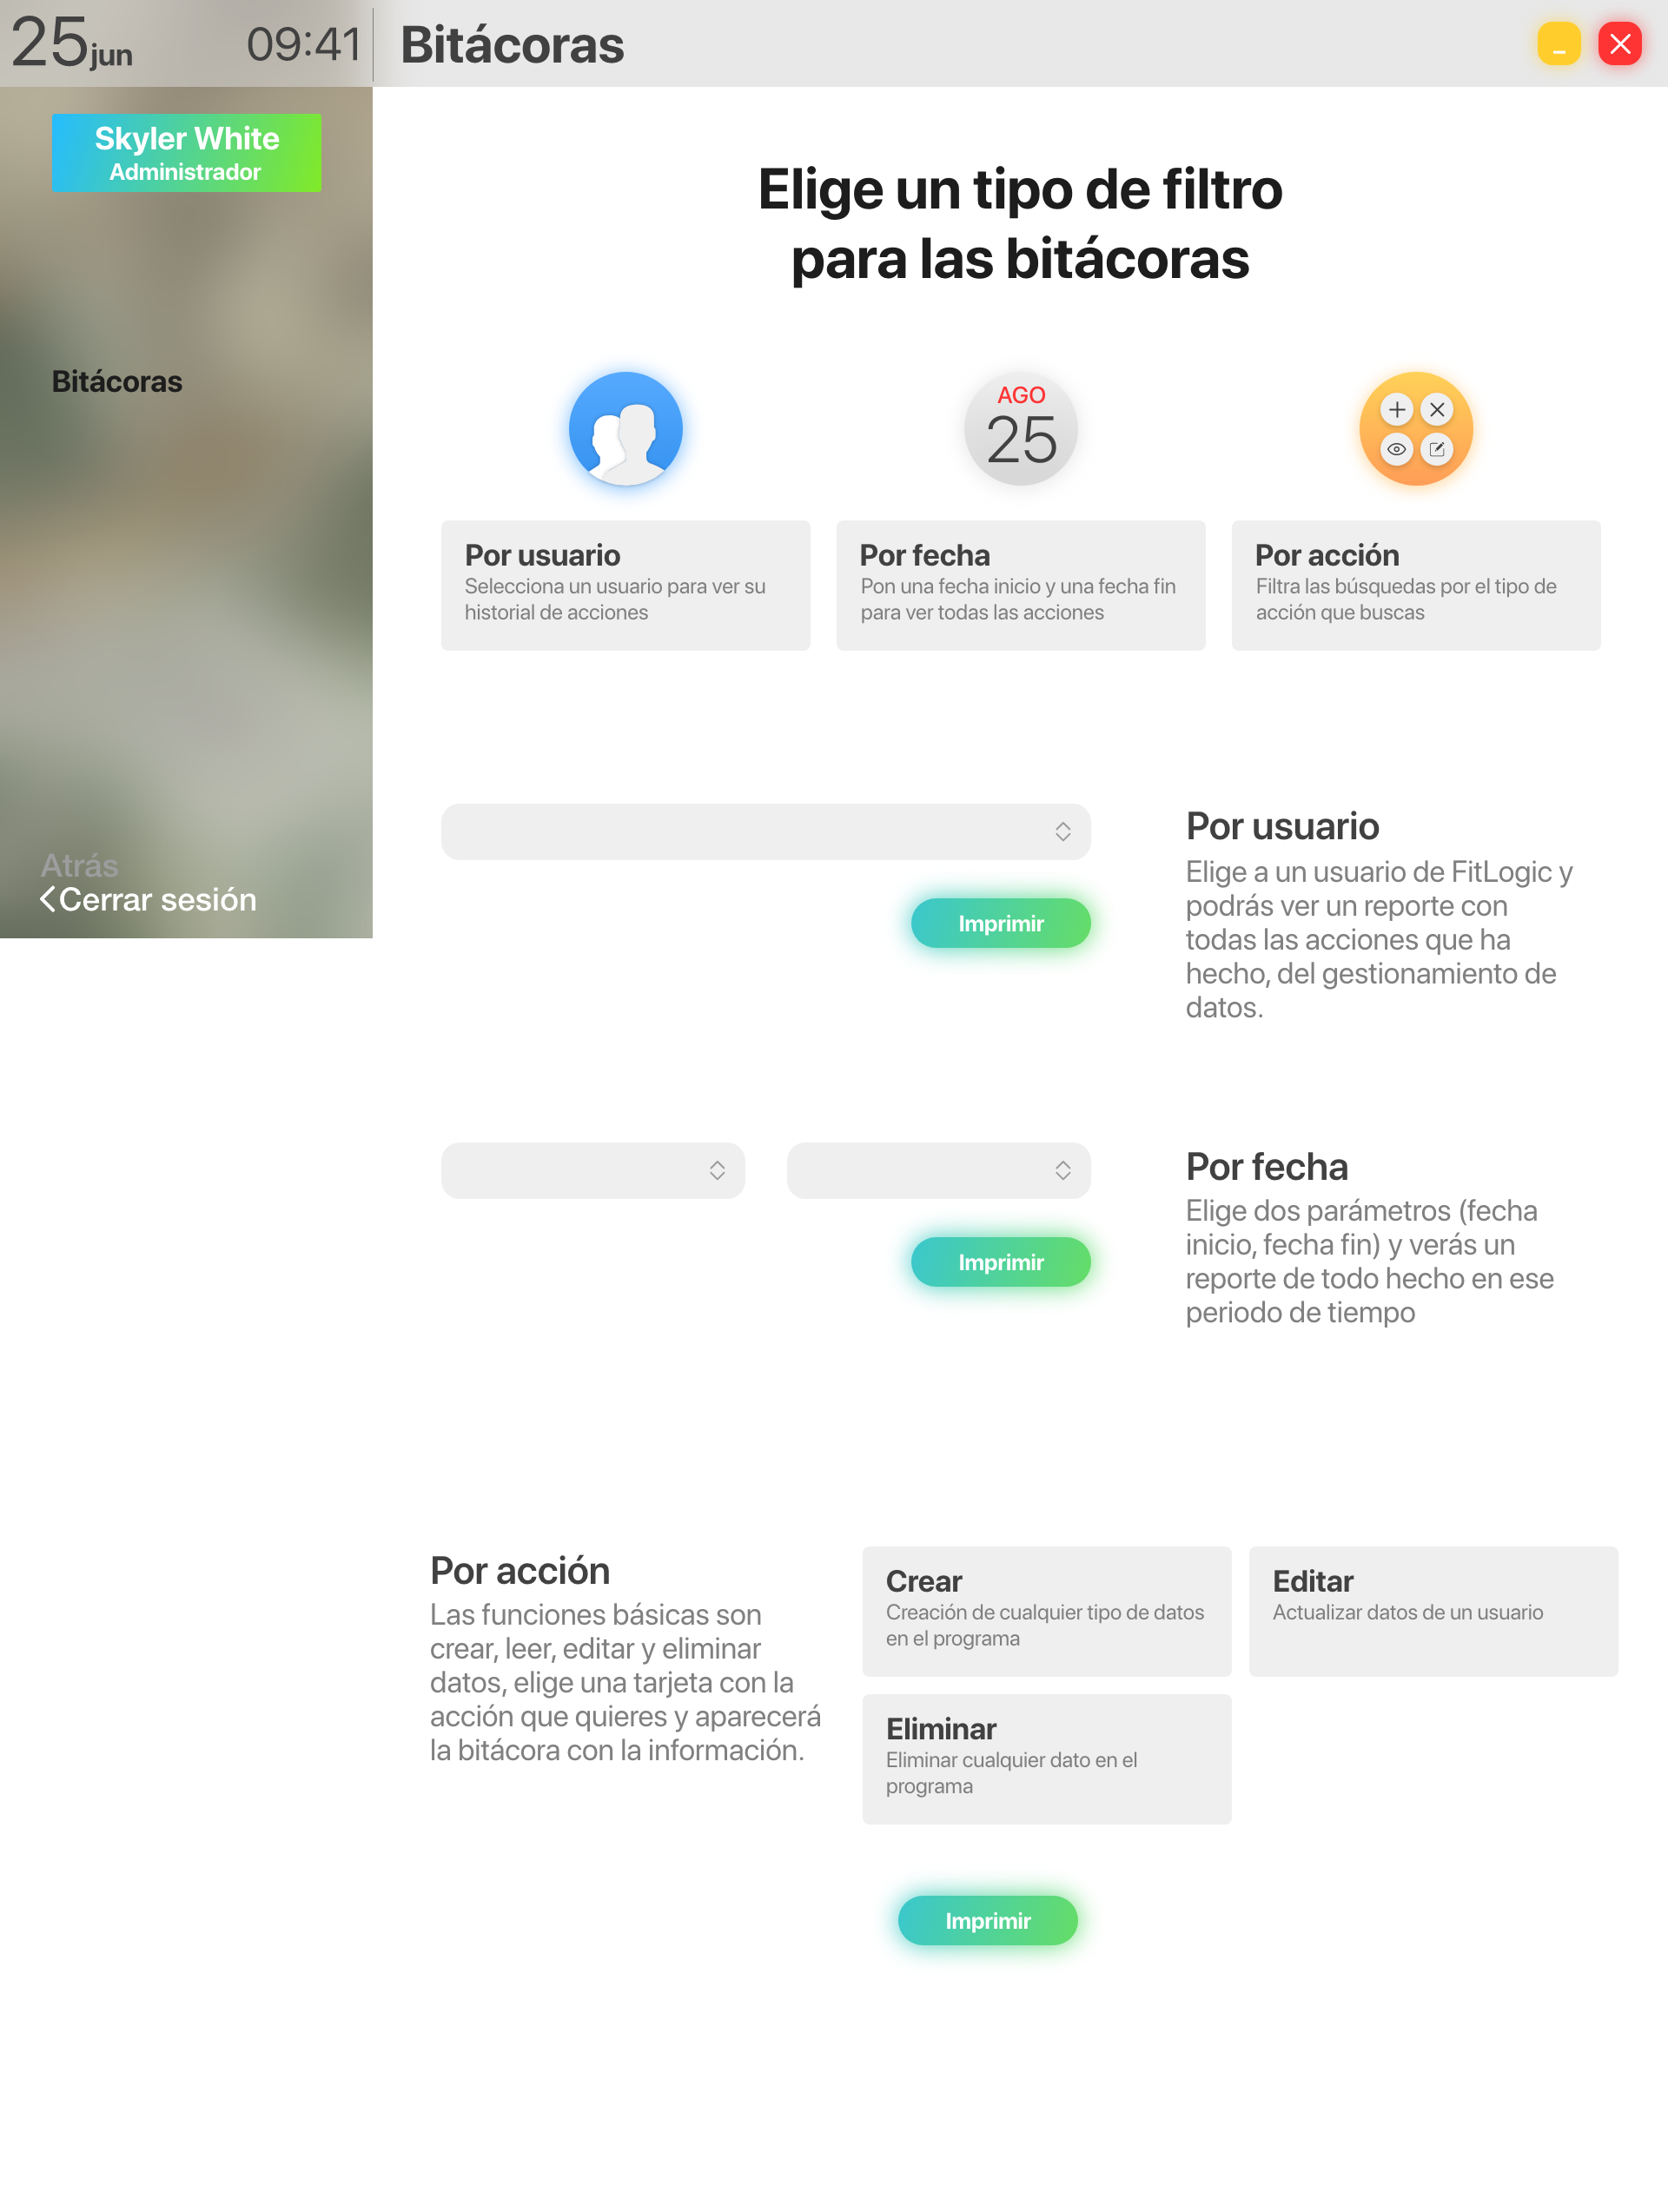 25 jun
09:41
Bitácoras
Skyler White
Administrador
Bitácoras
Atrás
Cerrar sesión
Elige un tipo de filtro
para las bitácoras
AGO
25
Por usuario
Selecciona un usuario para ver su
historial de acciones
Por fecha
Pon una fecha inicio y una fecha fin
para ver todas las acciones
Por acción
Filtra las búsquedas por el tipo de
acción que buscas
Imprimir
Por usuario
Elige a un usuario de FitLogic y
podrás ver un reporte con
todas las acciones que ha
hecho, del gestionamiento de
datos.
Imprimir
Por fecha
Elige dos parámetros (fecha
inicio, fecha fin) y verás un
reporte de todo hecho en ese
periodo de tiempo
Por acción
Las funciones básicas son
crear, leer, editar y eliminar
datos, elige una tarjeta con la
acción que quieres y aparecerá
la bitácora con la información.
Crear
Creación de cualquier tipo de datos
en el programa
Editar
Actualizar datos de un usuario
Eliminar
Eliminar cualquier dato en el
programa
Imprimir